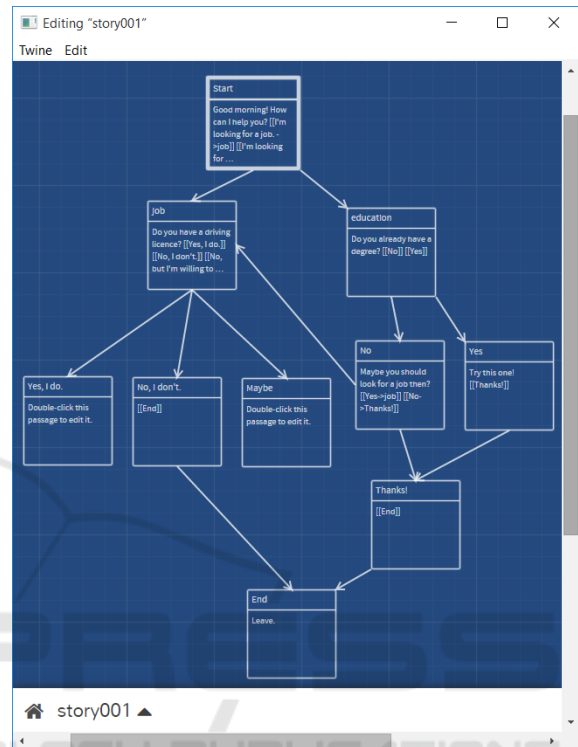 Editing “story001”
Twine Edit
Start
Good morning! How
can I help you? [[I'm
looking for a job. -
>job]] [[I'm looking
for ...
job
Do you have a driving
licence? [[Yes, I do.]]
[[No, I don't.]] [[No,
but I'm willing to ...
education
Do you already have a
degree? [[No]] [[Yes]]
No
Maybe you should
look for a job then?
[[Yes->job]] [[No-
>Thanks!]]
Yes
Try this one!
[[Thanks!]]
Yes, I do.
Double-click this
passage to edit it.
No, I don't.
[[End]]
Maybe
Double-click this
passage to edit it.
Thanks!
[[End]]
End
Leave.
PRESS
story001